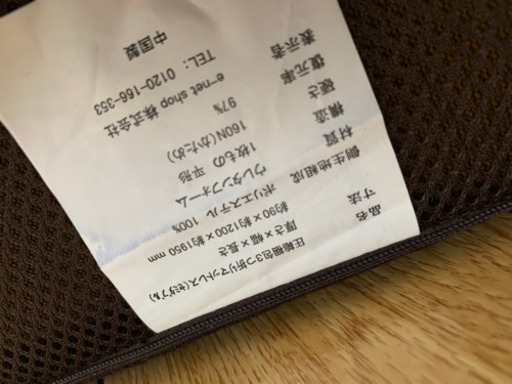 品名 圧縮梱包3つ折りマットレス(セミダブル)
寸法 厚さ×幅×長さ
約90×約1200×約1950 mm
側生地組成 ポリエステル 100%
材質 ウレタンフォーム
構造 1枚もの 平形
硬さ 160N(かため)
復元率 97%
表示者 e-net shop 株式会社
TEL: 0120-166-353
中国製